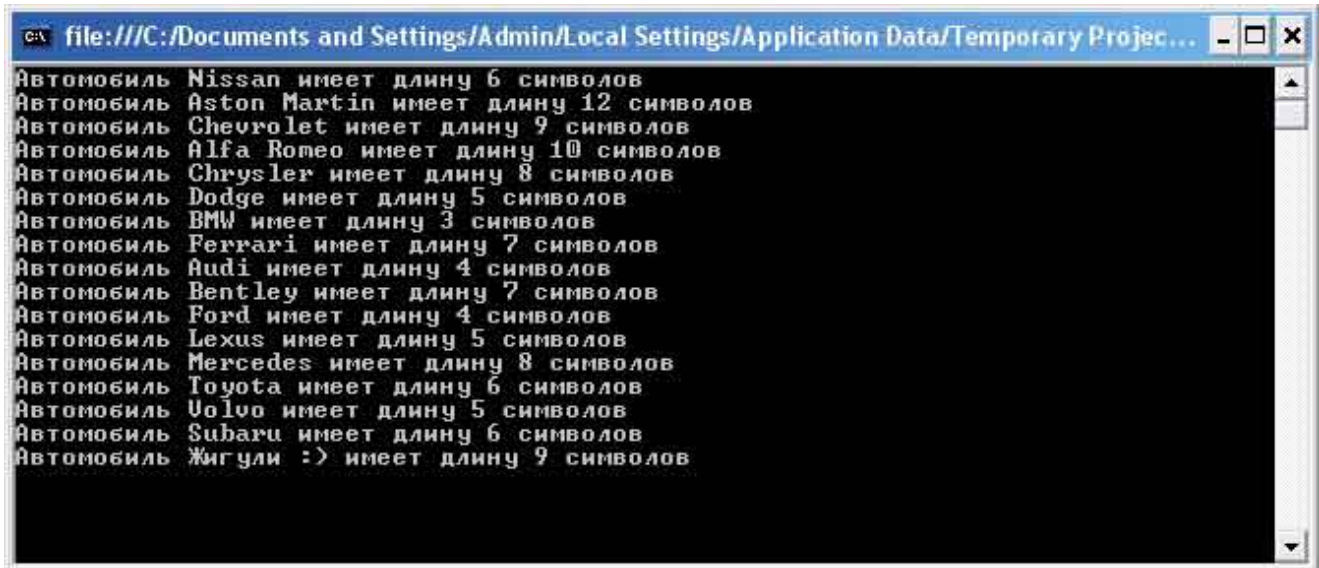 file:///C:/Documents and Settings/Admin/Local Settings/Application Data/Temporary Projec...
Автомобиль Nissan имеет длину 6 символов
Автомобиль Aston Martin имеет длину 12 символов
Автомобиль Chevrolet имеет длину 9 символов
Автомобиль Alfa Romeo имеет длину 10 символов
Автомобиль Chrysler имеет длину 8 символов
Автомобиль Dodge имеет длину 5 символов
Автомобиль BMW имеет длину 3 символов
Автомобиль Ferrari имеет длину 7 символов
Автомобиль Audi имеет длину 4 символов
Автомобиль Bentley имеет длину 7 символов
Автомобиль Ford имеет длину 4 символов
Автомобиль Lexus имеет длину 5 символов
Автомобиль Mercedes имеет длину 8 символов
Автомобиль Toyota имеет длину 6 символов
Автомобиль Volvo имеет длину 5 символов
Автомобиль Subaru имеет длину 6 символов
Автомобиль Жигули :) имеет длину 9 символов